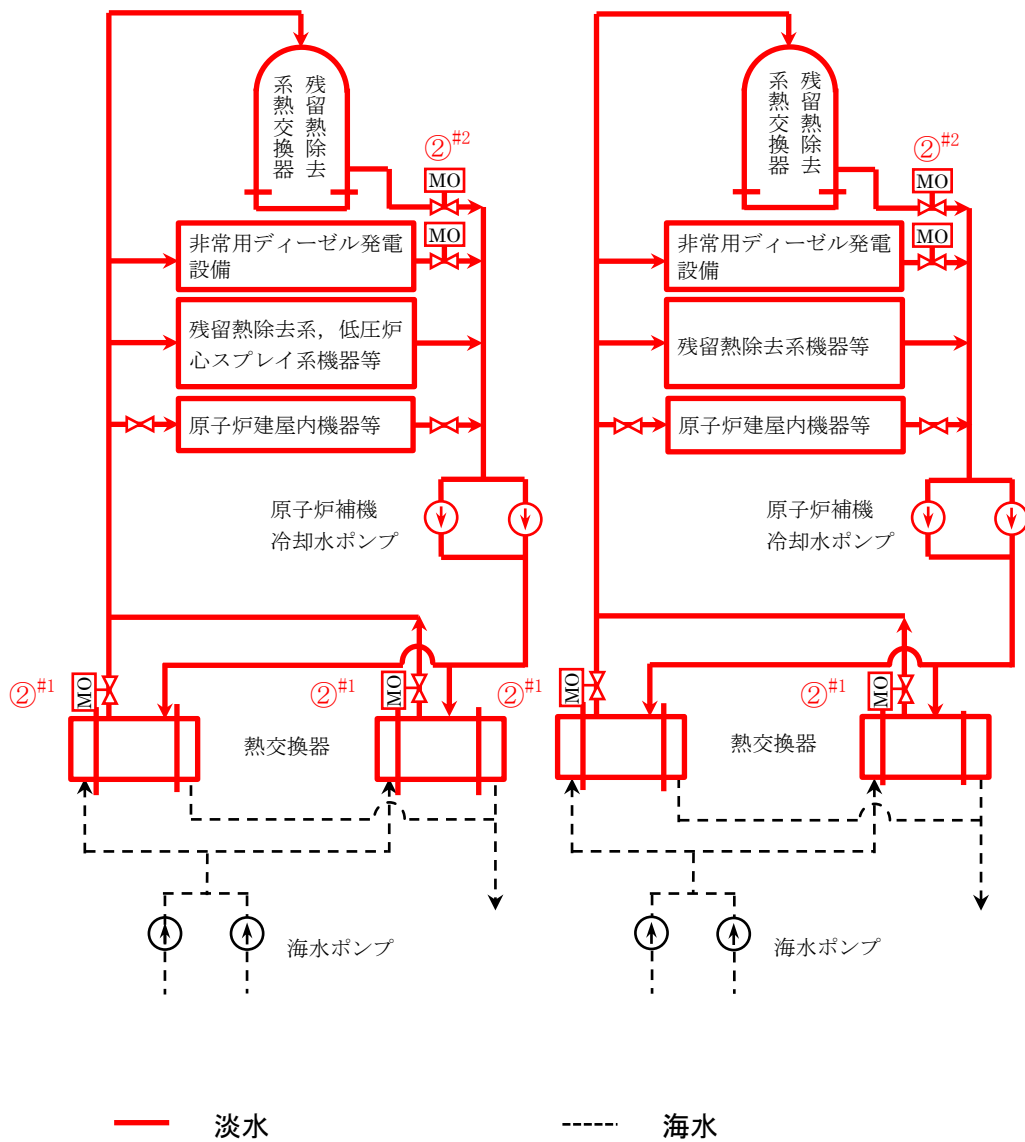 残留熱除去
系熱交換器
②#2
MO
MO
非常用ディーゼル発電
設備
残留熱除去系，低圧炉
心スプレイ系機器等
原子炉建屋内機器等
原子炉補機
冷却水ポンプ
②#1
MO
②#1
MO
熱交換器
海水ポンプ
残留熱除去
系熱交換器
②#2
MO
MO
非常用ディーゼル発電
設備
残留熱除去系機器等
原子炉建屋内機器等
原子炉補機
冷却水ポンプ
②#1
MO
②#1
MO
熱交換器
海水ポンプ
淡水
海水